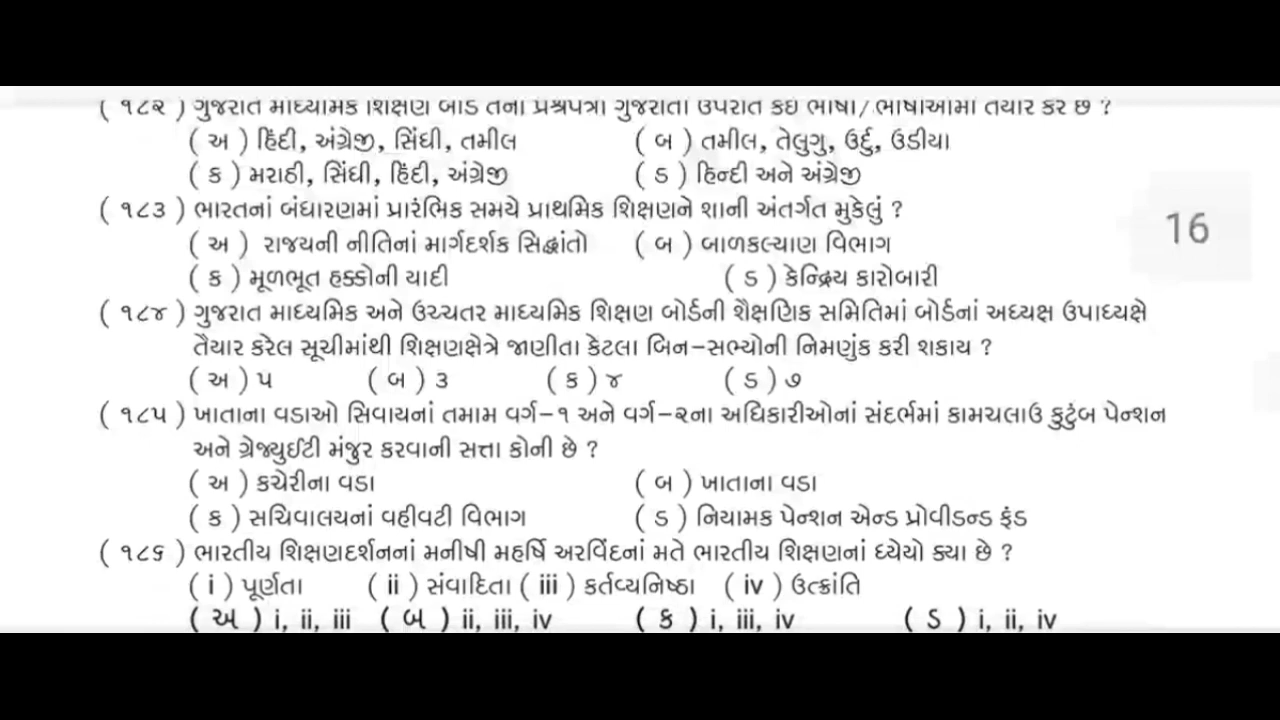 ( ૧૮૨ ) ગુજરાત માધ્યમિક શિક્ષણ બોર્ડ તેના પ્રશ્નપત્રો ગુજરાતી ઉપરાંત કઇ ભાષા/ભાષાઓમાં તૈયાર કરે છે ?
( અ ) હિંદી, અંગ્રેજી, સિંધી, તમીલ ( બ ) તમીલ, તેલુગુ, ઉર્દુ, ઉડીયા
( ક ) મરાઠી, સિંધી, હિંદી, અંગ્રેજી ( ડ ) હિન્દી અને અંગ્રેજી
( ૧૮૩ ) ભારતનાં બંધારણમાં પ્રારંભિક સમયે પ્રાથમિક શિક્ષણને શાની અંતર્ગત મુકેલું ?
16
( અ ) રાજયની નીતિનાં માર્ગદર્શક સિદ્ધાંતો ( બ ) બાળકલ્યાણ વિભાગ
( ક ) મૂળભૂત હક્કોની યાદી ( ડ ) કેન્દ્રિય કારોબારી
( ૧૮૪ ) ગુજરાત માધ્યમિક અને ઉચ્ચતર માધ્યમિક શિક્ષણ બોર્ડની શૈક્ષણિક સમિતિમાં બોર્ડનાં અધ્યક્ષ ઉપાધ્યક્ષે
તૈયાર કરેલ સૂચીમાંથી શિક્ષણક્ષેત્રે જાણીતા કેટલા બિન-સભ્યોની નિમણુંક કરી શકાય ?
( અ ) ૫ ( બ ) ૩ ( ક ) ૪ ( ડ ) ૭
( ૧૮૫ ) ખાતાના વડાઓ સિવાયનાં તમામ વર્ગ-૧ અને વર્ગ-૨ના અધિકારીઓનાં સંદર્ભમાં કામચલાઉ કુટુંબ પેન્શન
અને ગ્રેજ્યુઈટી મંજુર કરવાની સત્તા કોની છે ?
( અ ) કચેરીના વડા ( બ ) ખાતાના વડા
( ક ) સચિવાલયનાં વહીવટી વિભાગ ( ડ ) નિયામક પેન્શન એન્ડ પ્રોવીડન્ડ ફંડ
( ૧૮૬ ) ભારતીય શિક્ષણદર્શનનાં મનીષી મહર્ષિ અરવિંદનાં મતે ભારતીય શિક્ષણનાં ધ્યેયો ક્યા છે ?
( i ) પૂર્ણતા ( ii ) સંવાદિતા ( iii ) કર્તવ્યનિષ્ઠા ( iv ) ઉત્ક્રાંતિ
( અ ) i, ii, iii ( બ ) ii, iii, iv ( ક ) i, iii, iv ( ડ ) i, ii, iv